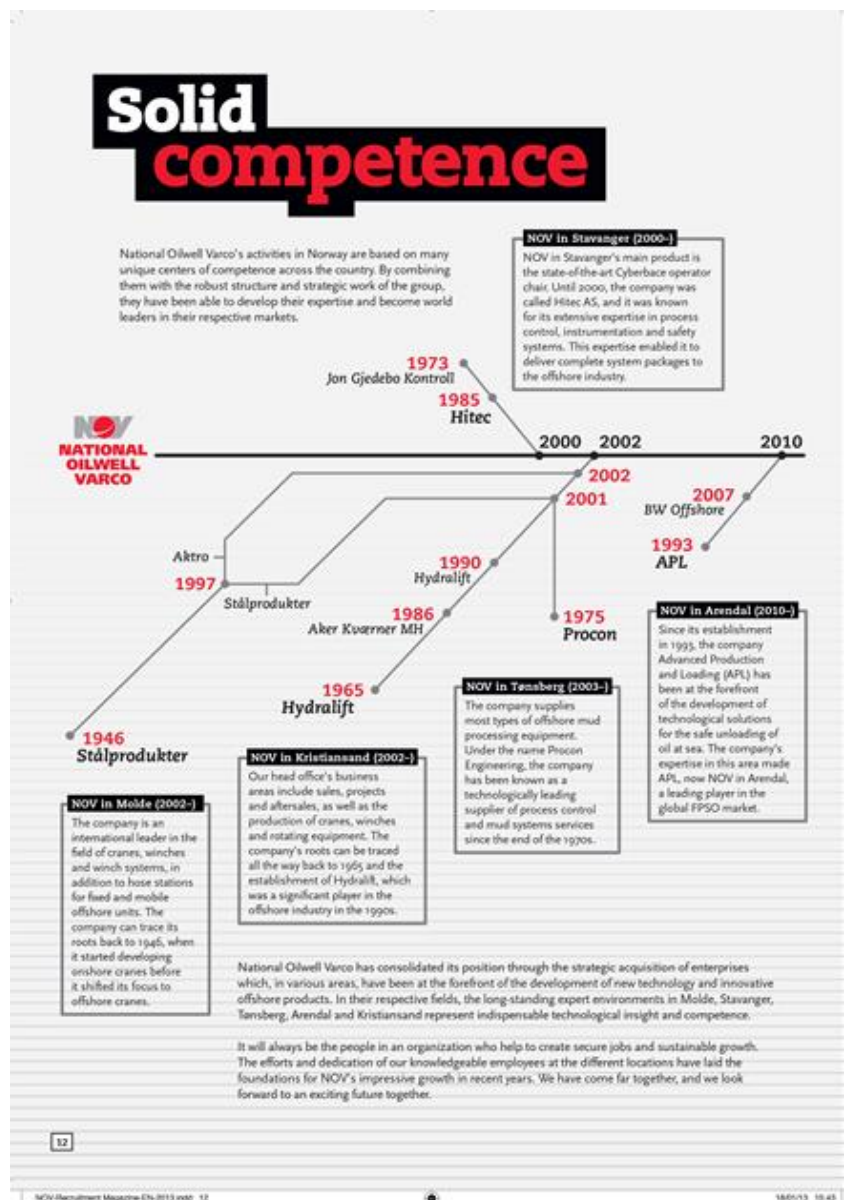 Solid
competence
National Oilwell Varco's activities in Norway are based on many
unique centers of competence across the country. By combining
them with the robust structure and strategic work of the group,
they have been able to develop their expertise and become world
leaders in their respective markets.
NOV in Stavanger (2000–)
NOV in Stavanger's main product is
the state-of-the-art Cyberbace operator
chair. Until 2000, the company was
called Hitec AS, and it was known
for its extensive expertise in process
control, instrumentation and safety
systems. This expertise enabled it to
deliver complete system packages to
the offshore industry.
1973
Jon Gjedebo Kontroll
1985
Hitec
NOV
NATIONAL
OILWELL
VARCO
2000
2002
2010
2002
2001
2007
BW Offshore
1993
APL
Aktro
1997
Stålprodukter
1990
Hydralift
1986
Aker Kværner MH
1975
Procon
1965
Hydralift
1946
Stålprodukter
NOV in Arendal (2010–)
Since its establishment
in 1993, the company
Advanced Production
and Loading (APL) has
been at the forefront
of the development of
technological solutions
for the safe unloading of
oil at sea. The company's
expertise in this area made
APL, now NOV in Arendal,
a leading player in the
global FPSO market.
NOV in Tønsberg (2003–)
The company supplies
most types of offshore mud
processing equipment.
Under the name Procon
Engineering, the company
has been known as a
technologically leading
supplier of process control
and mud systems services
since the end of the 1970s.
NOV in Kristiansand (2002–)
Our head office's business
areas include sales, projects
and aftersales, as well as the
production of cranes, winches
and rotating equipment. The
company's roots can be traced
all the way back to 1965 and the
establishment of Hydralift, which
was a significant player in the
offshore industry in the 1990s.
NOV in Molde (2002–)
The company is an
international leader in the
field of cranes, winches
and winch systems, in
addition to hose stations
for fixed and mobile
offshore units. The
company can trace its
roots back to 1946, when
it started developing
onshore cranes before
it shifted its focus to
offshore cranes.
National Oilwell Varco has consolidated its position through the strategic acquisition of enterprises
which, in various areas, have been at the forefront of the development of new technology and innovative
offshore products. In their respective fields, the long-standing expert environments in Molde, Stavanger,
Tønsberg, Arendal and Kristiansand represent indispensable technological insight and competence.
It will always be the people in an organization who help to create secure jobs and sustainable growth.
The efforts and dedication of our knowledgeable employees at the different locations have laid the
foundations for NOV's impressive growth in recent years. We have come far together, and we look
forward to an exciting future together.
12
NOV-Recruitment Magazine-EN-2013.indd 12